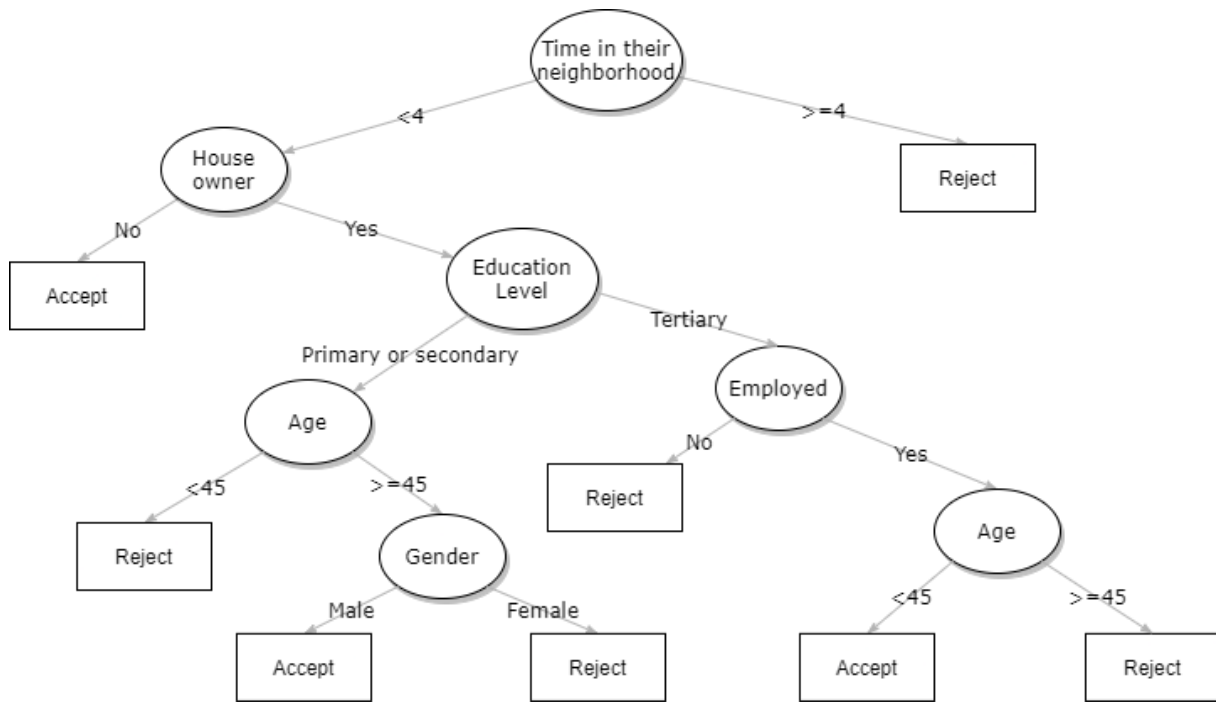 Time in their
neighborhood
<4
>=4
House
owner
Reject
No
Yes
Accept
Education
Level
Primary or secondary
Tertiary
Age
Employed
<45
>=45
No
Yes
Reject
Gender
Reject
Age
Male
Female
<45
>=45
Accept
Reject
Accept
Reject